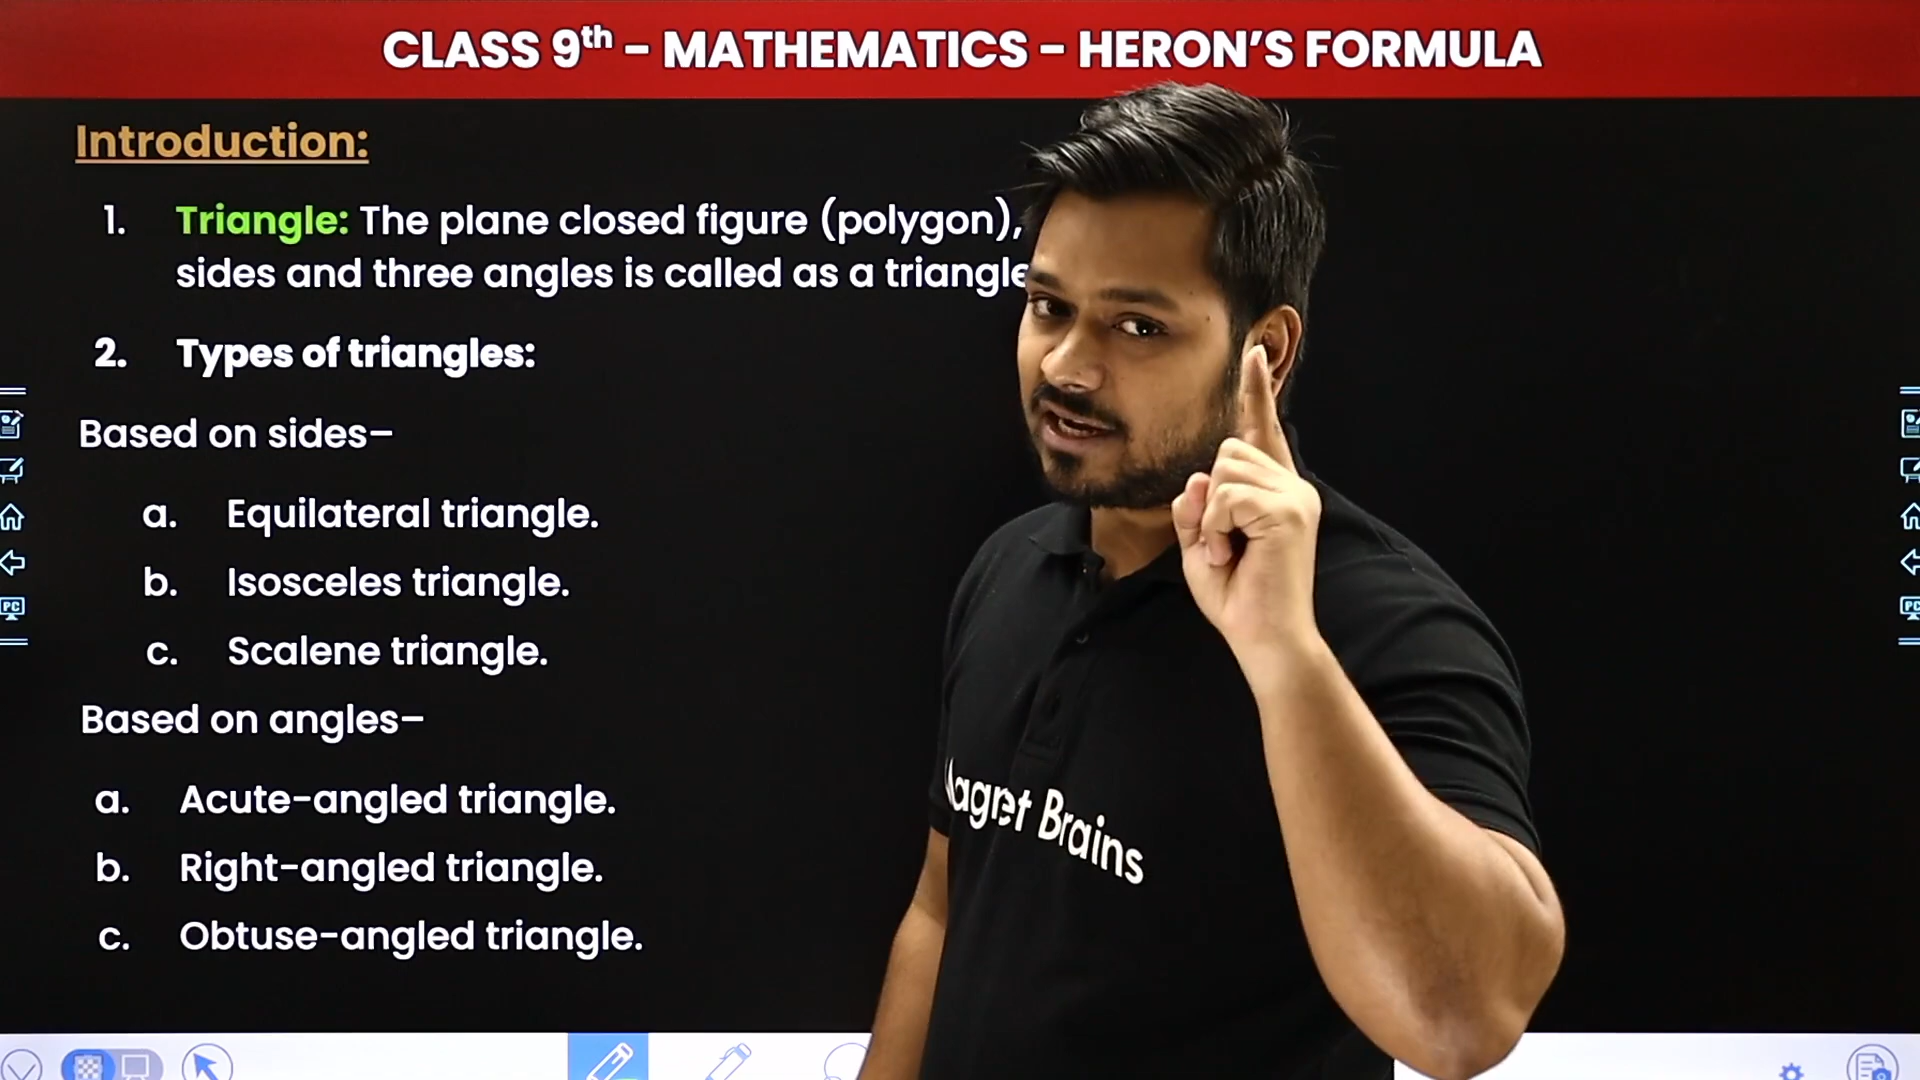 CLASS 9th – MATHEMATICS – HERON'S FORMULA
Introduction:
1. Triangle: The plane closed figure (polygon),
sides and three angles is called as a triangle
2. Types of triangles:
Based on sides–
a. Equilateral triangle.
b. Isosceles triangle.
c. Scalene triangle.
Based on angles–
a. Acute-angled triangle.
b. Right-angled triangle.
c. Obtuse-angled triangle.
Brains
PC
PC